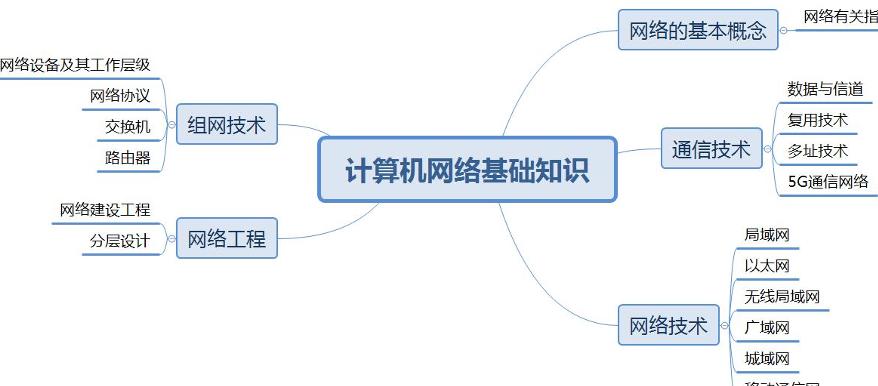 计算机网络基础知识
网络的基本概念
网络有关指
通信技术
数据与信道
复用技术
多址技术
5G通信网络
网络技术
局域网
以太网
无线局域网
广域网
城域网
移动通信网
组网技术
网络设备及其工作层级
网络协议
交换机
路由器
网络工程
网络建设工程
分层设计